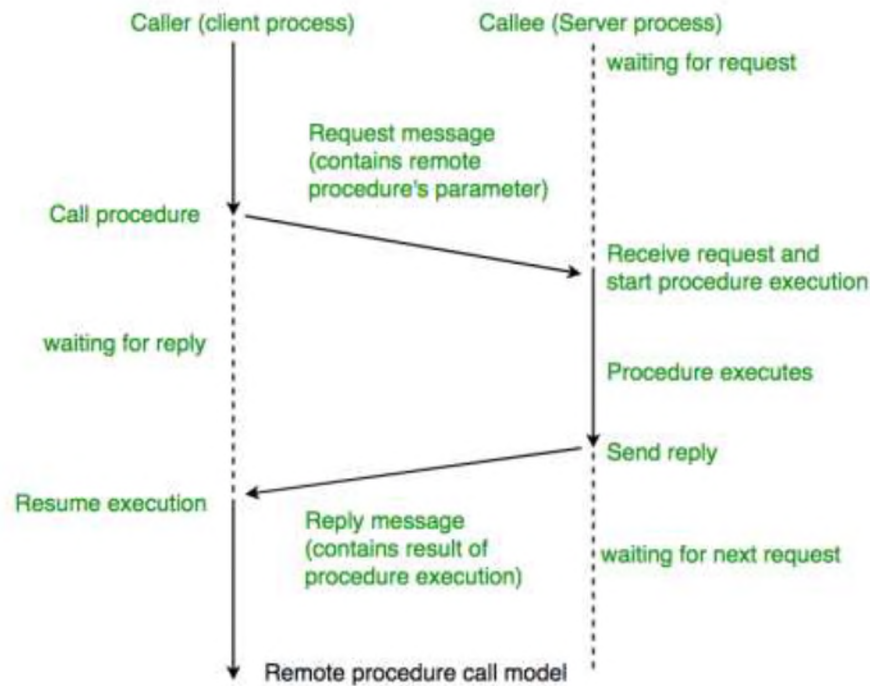 Caller (client process)
Callee (Server process)
waiting for request
Request message
(contains remote
procedure's parameter)
Call procedure
Receive request and
start procedure execution
waiting for reply
Procedure executes
Send reply
Resume execution
Reply message
(contains result of
procedure execution)
waiting for next request
Remote procedure call model